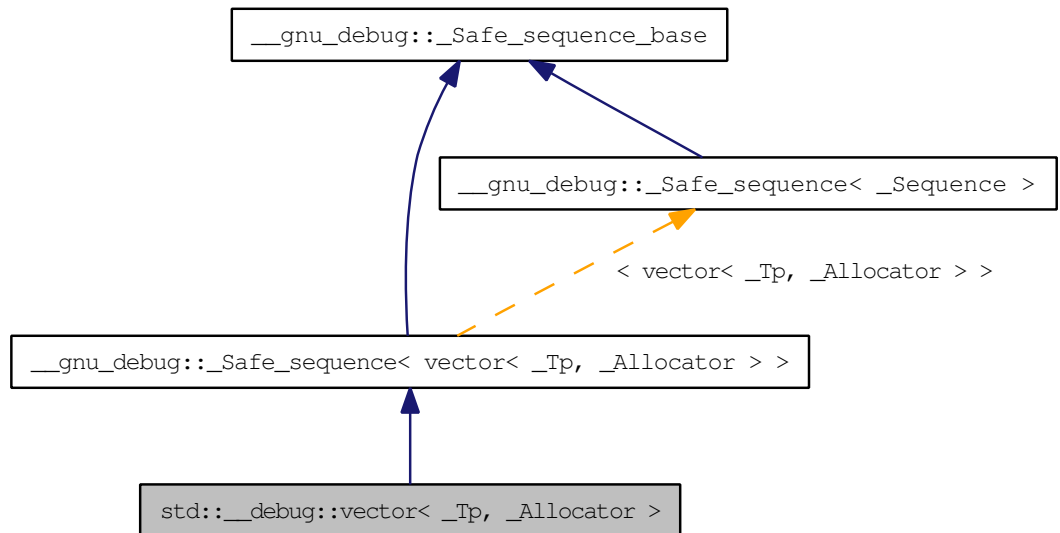 __gnu_debug::_Safe_sequence_base
__gnu_debug::_Safe_sequence< _Sequence >
< vector< _Tp, _Allocator > >
__gnu_debug::_Safe_sequence< vector< _Tp, _Allocator > >
std::__debug::vector< _Tp, _Allocator >